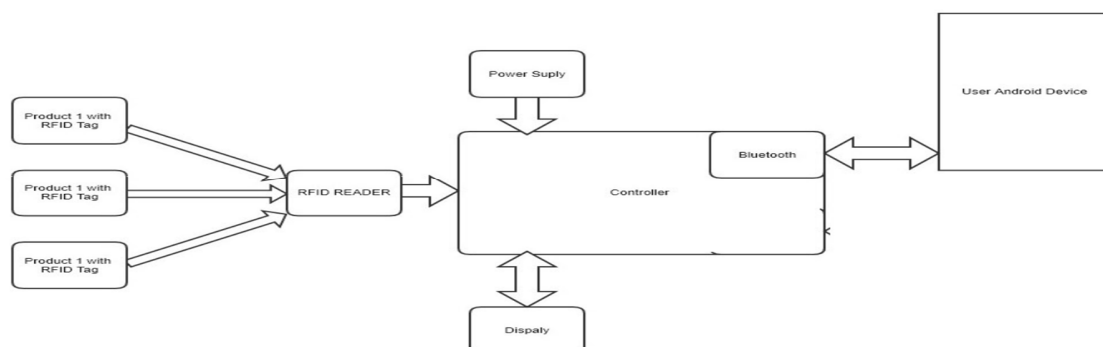 Power Suply
User Android Device
Product 1 with
RFID Tag
Bluetooth
Product 1 with
RFID Tag
RFID READER
Controller
Product 1 with
RFID Tag
Dispaly